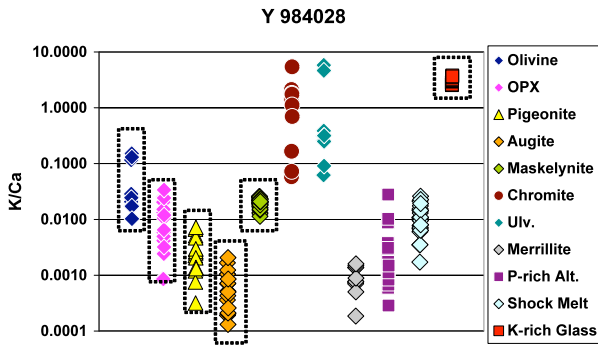 Y 984028
10.0000
1.0000
0.1000
0.0100
0.0010
0.0001
K/Ca
Olivine
OPX
Pigeonite
Augite
Maskelynite
Chromite
Ulv.
Merrillite
P-rich Alt.
Shock Melt
K-rich Glass